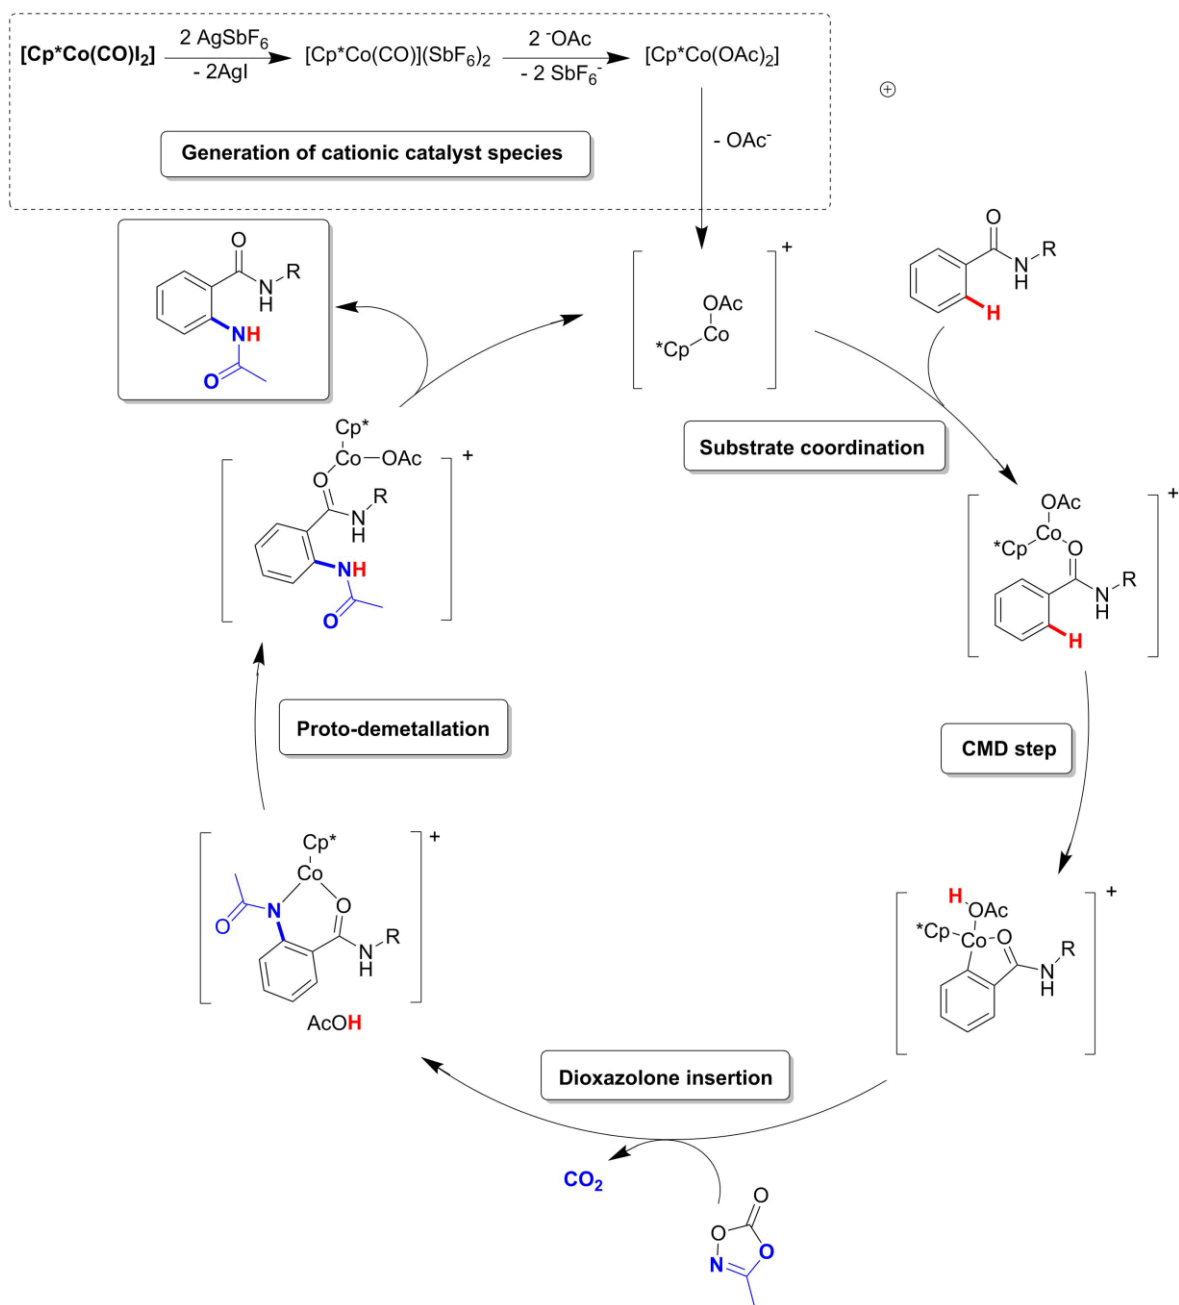 [Cp*Co(CO)I2] 2 AgSbF6 - 2AgI [Cp*Co(CO)](SbF6)2 2 -OAc - 2 SbF6- [Cp*Co(OAc)2]
Generation of cationic catalyst species
- OAc-
⊕
O
N
H
R
NH
O
+
OAc
Co
*Cp
O
N
H
R
H
Substrate coordination
Cp*
Co
OAc
+
O
N
H
R
NH
O
+
OAc
Co
*Cp
O
N
H
R
H
Proto-demetallation
CMD step
Cp*
Co
+
N
O
O
N
H
R
AcOH
+
H
OAc
*Cp
Co
O
N
H
R
Dioxazolone insertion
CO2
O
O
O
N